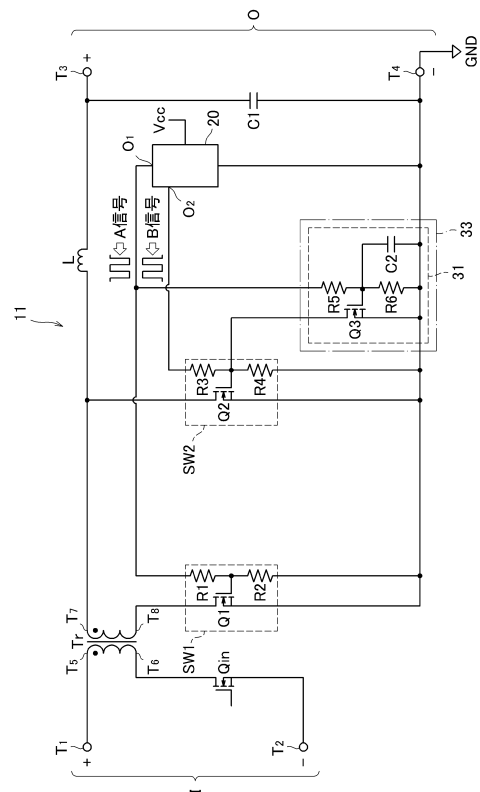 11
I
O
T1
+
T2
−
T3
+
T4
−
GND
T5
T6
Tr
T7
T8
L
Qin
SW1
Q1
R1
R2
SW2
Q2
R3
R4
A信号
B信号
O1
O2
Vcc
20
C1
R5
R6
Q3
C2
31
33